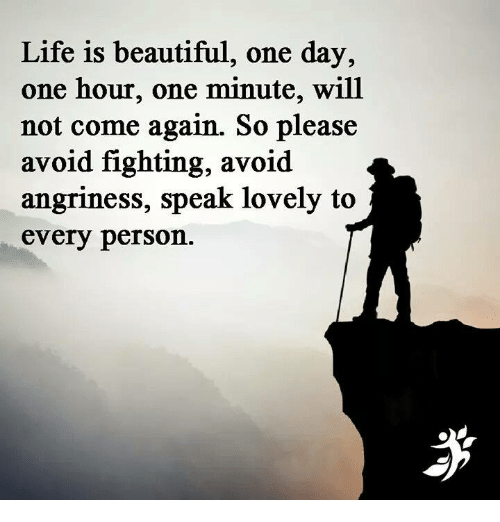 Life is beautiful, one day,
one hour, one minute, will
not come again. So please
avoid fighting, avoid
angriness, speak lovely to
every person.